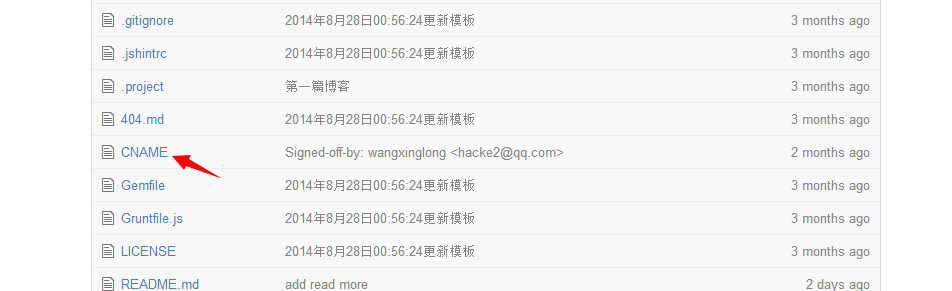 .gitignore 2014年8月28日00:56:24更新模板 3 months ago
.jshintrc 2014年8月28日00:56:24更新模板 3 months ago
.project 第一篇博客 3 months ago
404.md 2014年8月28日00:56:24更新模板 3 months ago
CNAME Signed-off-by: wangxinglong <hacke2@qq.com> 2 months ago
Gemfile 2014年8月28日00:56:24更新模板 3 months ago
Gruntfile.js 2014年8月28日00:56:24更新模板 3 months ago
LICENSE 2014年8月28日00:56:24更新模板 3 months ago
README.md add read more 2 days ago